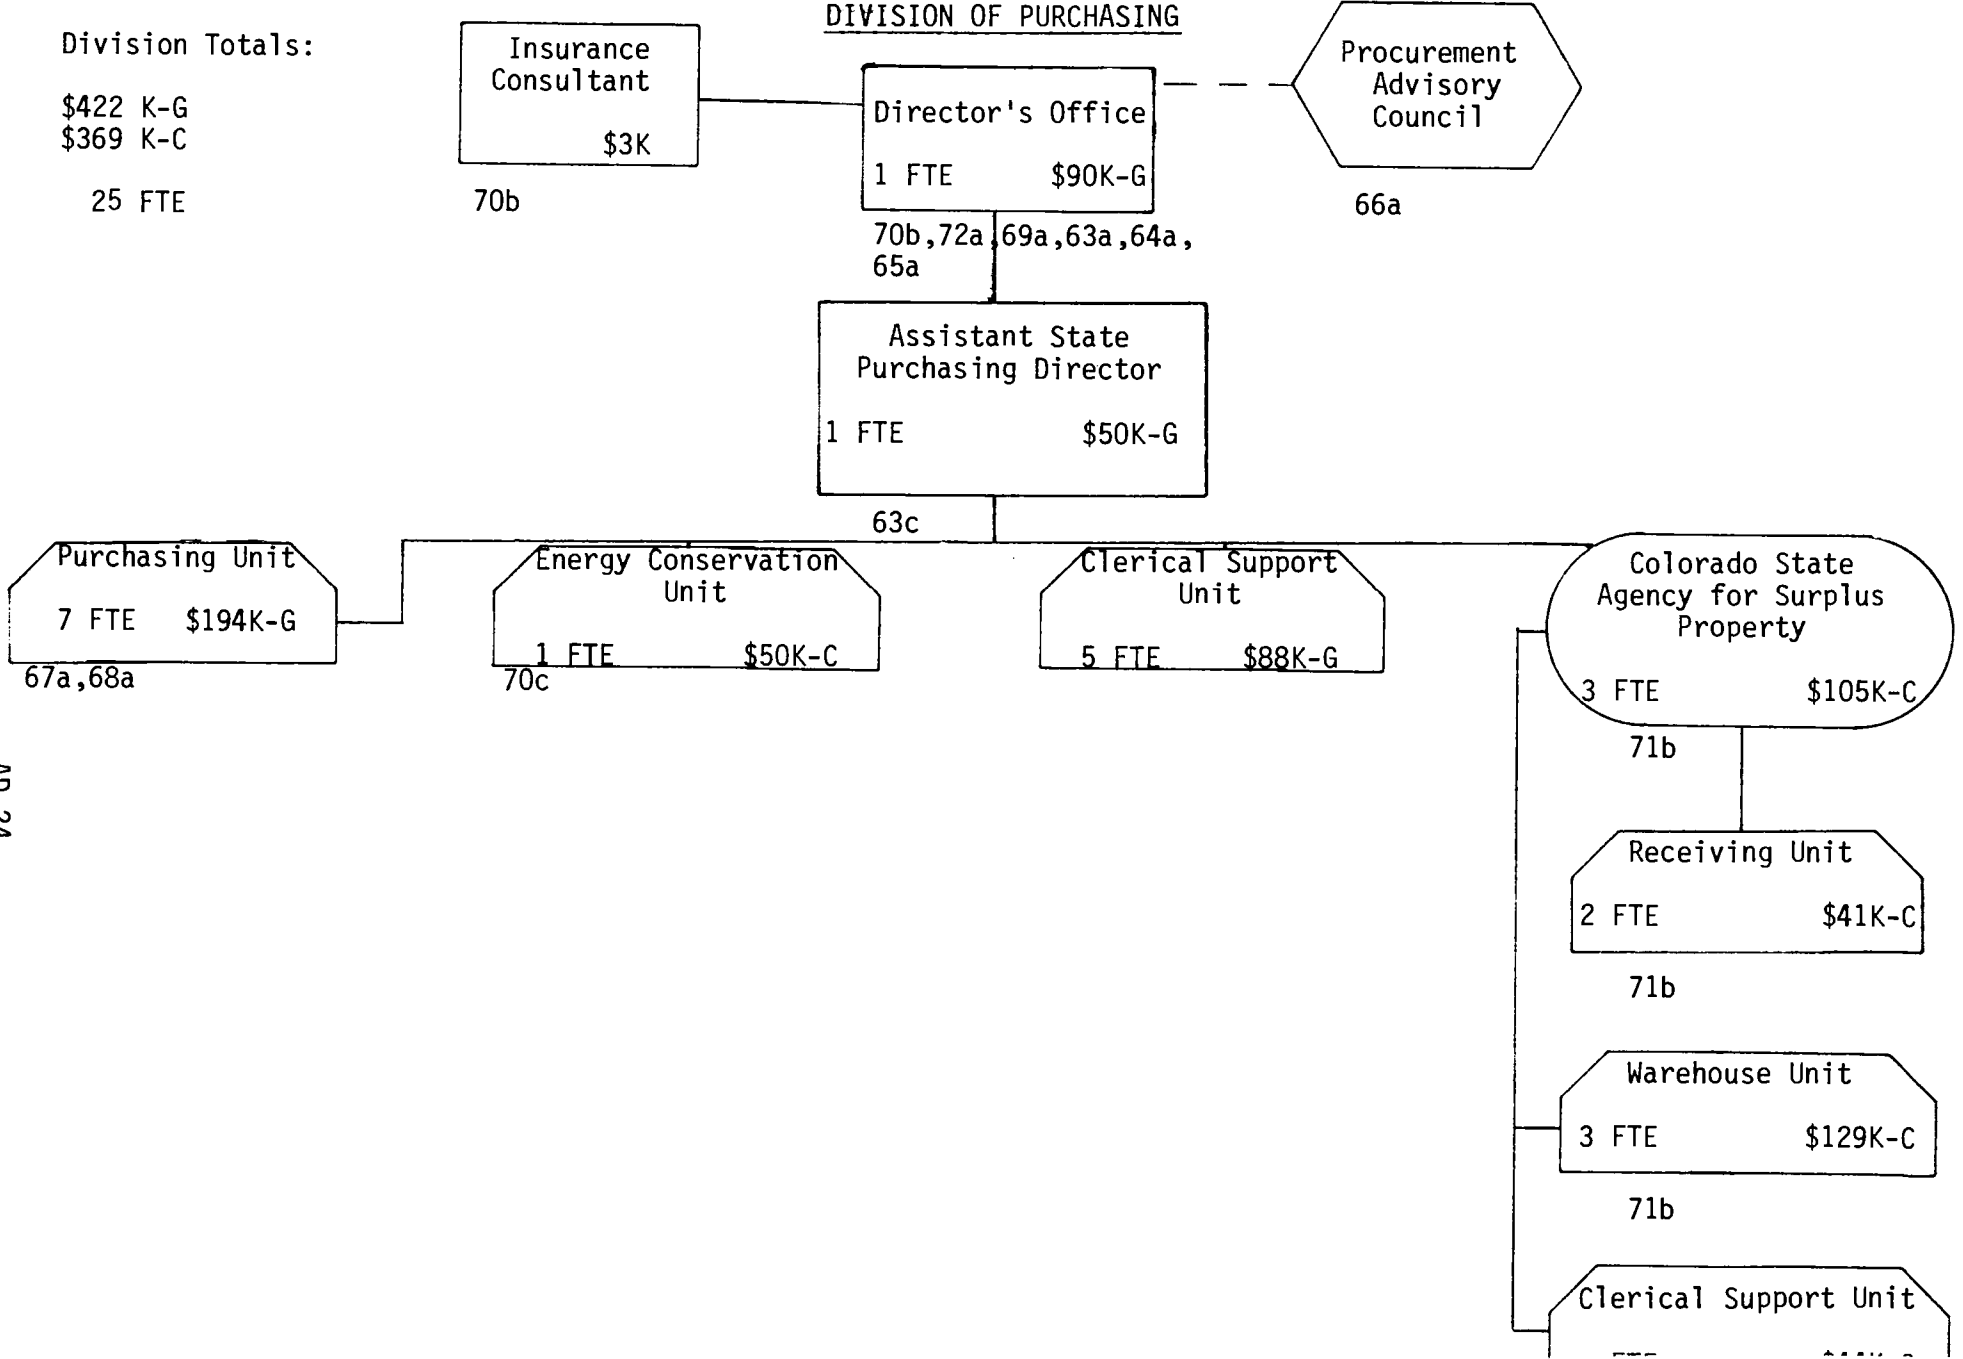 DIVISION OF PURCHASING
Division Totals:
$422 K-G
$369 K-C
25 FTE
Insurance
Consultant
$3K
70b
Director's Office
1 FTE $90K-G
70b,72a,69a,63a,64a,
65a
Procurement
Advisory
Council
66a
Assistant State
Purchasing Director
1 FTE $50K-G
63c
Purchasing Unit
7 FTE $194K-G
67a,68a
Energy Conservation
Unit
1 FTE $50K-C
70c
Clerical Support
Unit
5 FTE $88K-G
Colorado State
Agency for Surplus
Property
3 FTE $105K-C
71b
Receiving Unit
2 FTE $41K-C
71b
Warehouse Unit
3 FTE $129K-C
71b
Clerical Support Unit
FTE